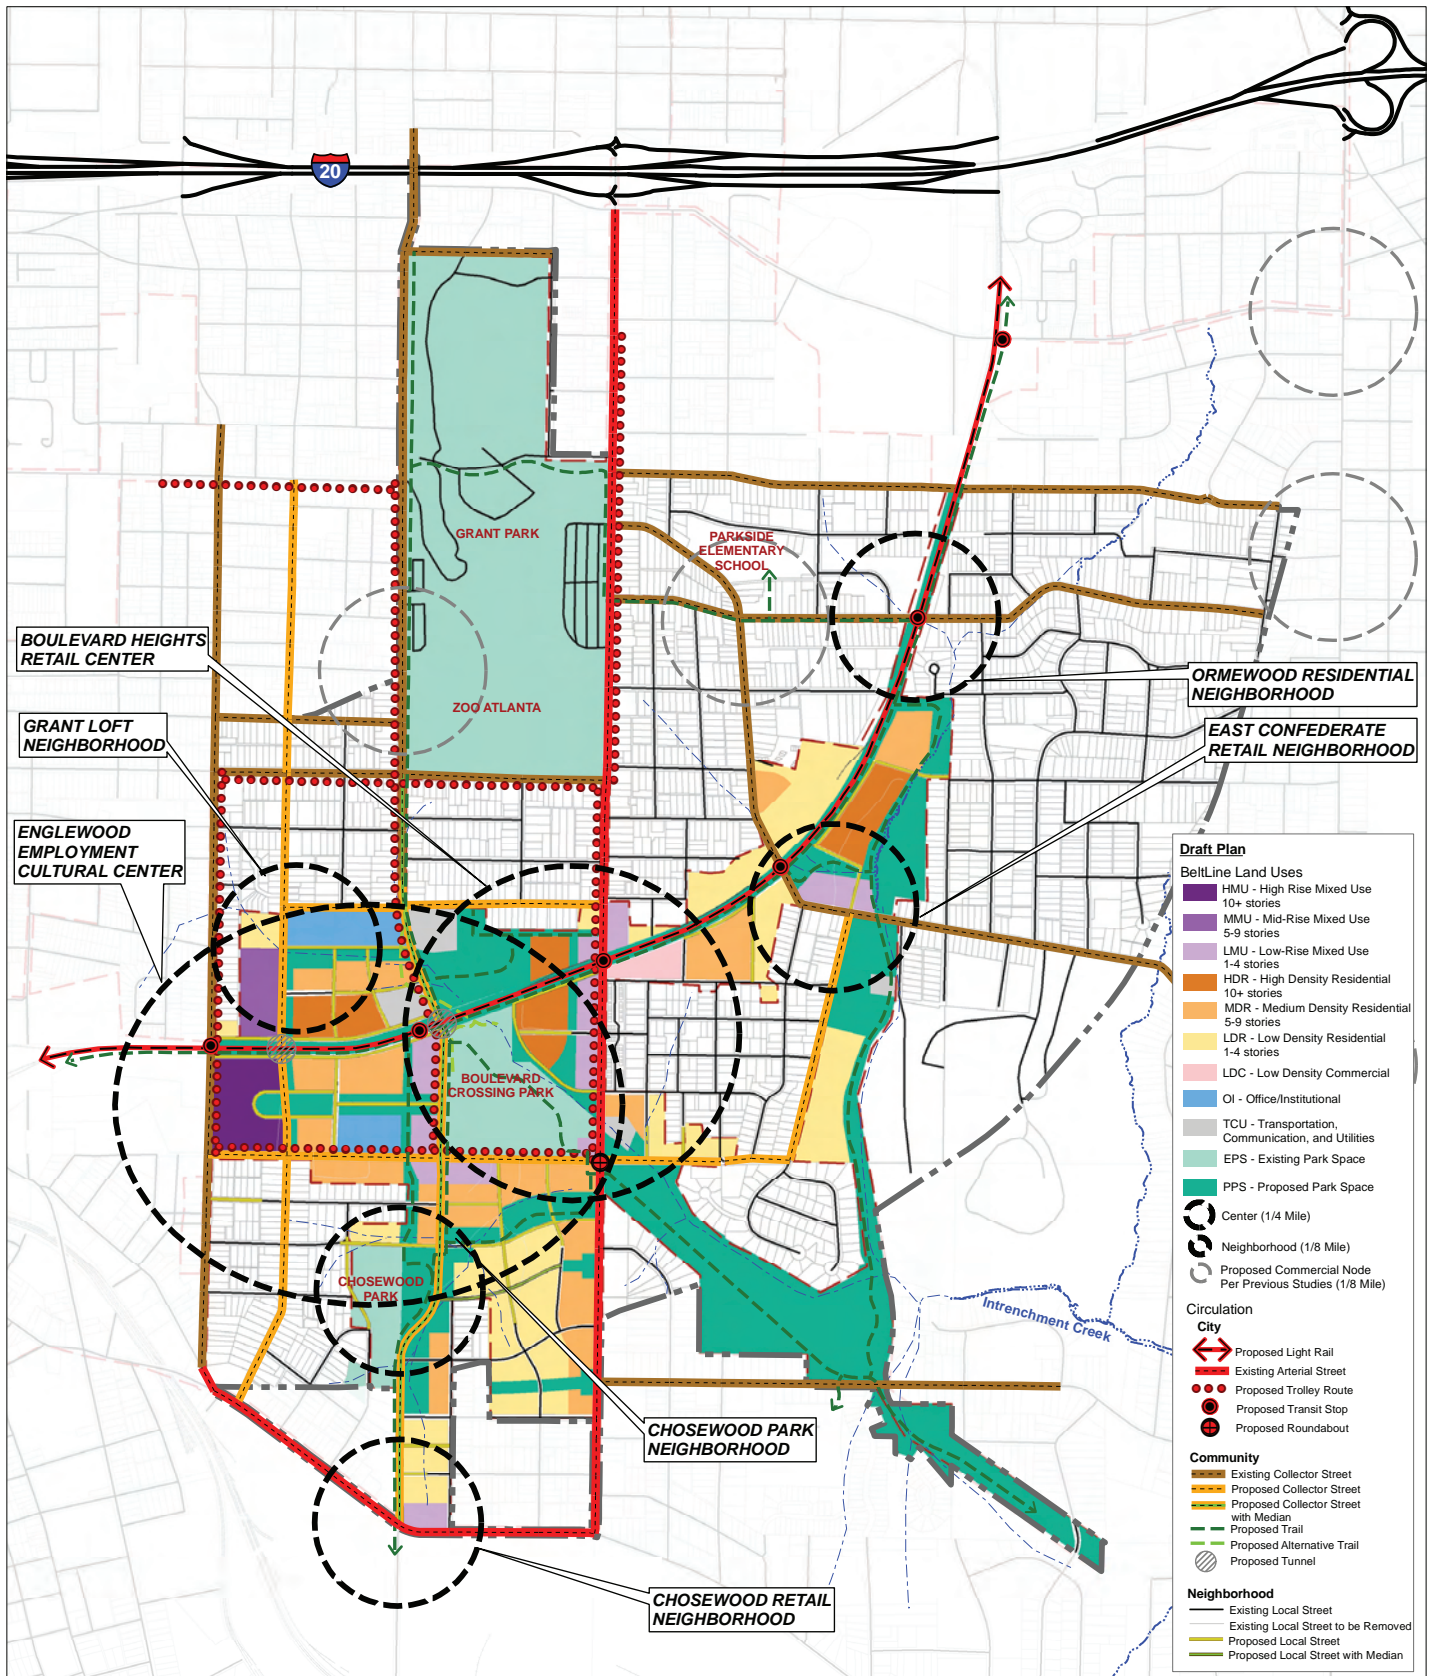 20
GRANT PARK
PARKSIDE
ELEMENTARY
SCHOOL
BOULEVARD HEIGHTS
RETAIL CENTER
ORMEWOOD RESIDENTIAL
NEIGHBORHOOD
ZOO ATLANTA
GRANT LOFT
NEIGHBORHOOD
EAST CONFEDERATE
RETAIL NEIGHBORHOOD
ENGLEWOOD
EMPLOYMENT
CULTURAL CENTER
BOULEVARD
CROSSING PARK
CHOSEWOOD
PARK
Intrenchment Creek
CHOSEWOOD PARK
NEIGHBORHOOD
CHOSEWOOD RETAIL
NEIGHBORHOOD
Draft Plan
BeltLine Land Uses
HMU - High Rise Mixed Use
10+ stories
MMU - Mid-Rise Mixed Use
5-9 stories
LMU - Low-Rise Mixed Use
1-4 stories
HDR - High Density Residential
10+ stories
MDR - Medium Density Residential
5-9 stories
LDR - Low Density Residential
1-4 stories
LDC - Low Density Commercial
OI - Office/Institutional
TCU - Transportation,
Communication, and Utilities
EPS - Existing Park Space
PPS - Proposed Park Space
Center (1/4 Mile)
Neighborhood (1/8 Mile)
Proposed Commercial Node
Per Previous Studies (1/8 Mile)
Circulation
City
Proposed Light Rail
Existing Arterial Street
Proposed Trolley Route
Proposed Transit Stop
Proposed Roundabout
Community
Existing Collector Street
Proposed Collector Street
Proposed Collector Street
with Median
Proposed Trail
Proposed Alternative Trail
Proposed Tunnel
Neighborhood
Existing Local Street
Existing Local Street to be Removed
Proposed Local Street
Proposed Local Street with Median